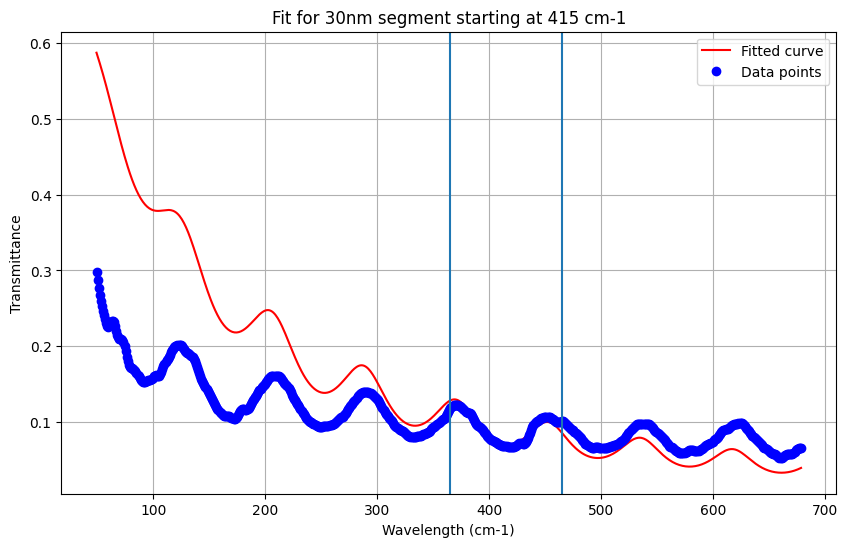 Fit for 30nm segment starting at 415 cm-1
Fitted curve
Data points
Transmittance
0.6
0.5
0.4
0.3
0.2
0.1
100
200
300
400
500
600
700
Wavelength (cm-1)